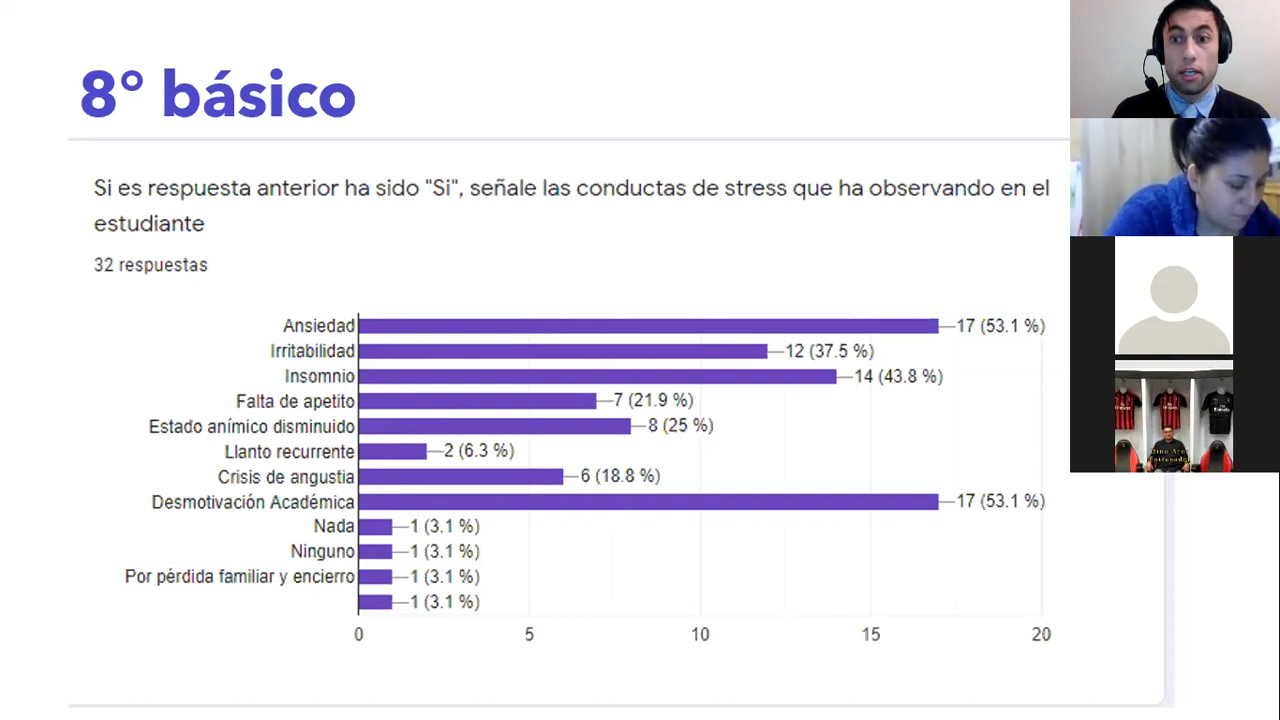 8° básico
Si es respuesta anterior ha sido "Si", señale las conductas de stress que ha observando en el
estudiante
32 respuestas
Ansiedad 17 (53.1 %)
Irritabilidad 12 (37.5 %)
Insomnio 14 (43.8 %)
Falta de apetito 7 (21.9 %)
Estado anímico disminuido 8 (25 %)
Llanto recurrente 2 (6.3 %)
Crisis de angustia 6 (18.8 %)
Desmotivación Académica 17 (53.1 %)
Nada 1 (3.1 %)
Ninguno 1 (3.1 %)
Por pérdida familiar y encierro 1 (3.1 %)
1 (3.1 %)
0 5 10 15 20